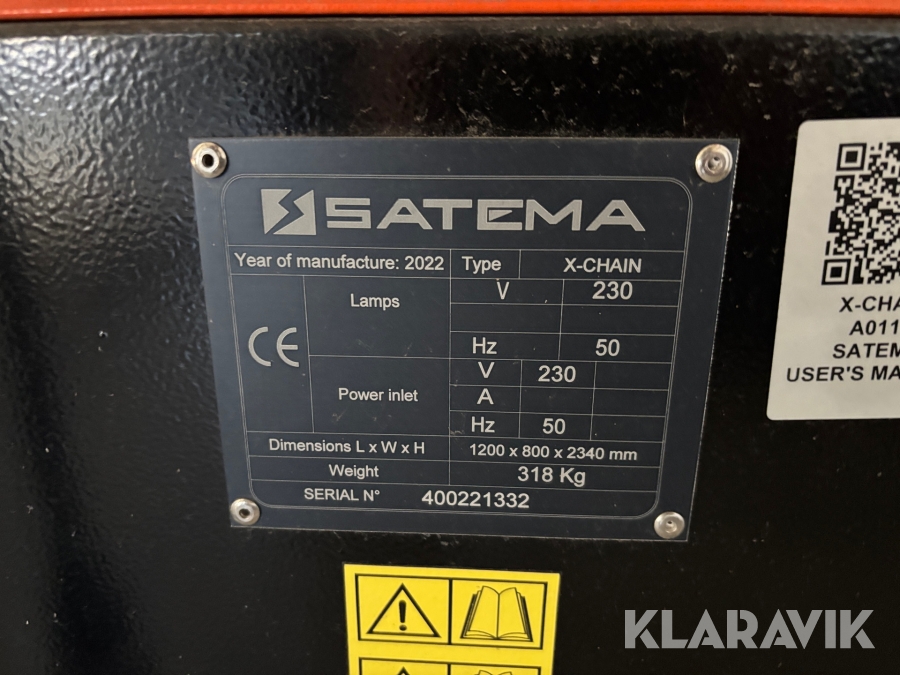 SATEMA
Year of manufacture: 2022 Type X-CHAIN
Lamps V 230
Hz 50
CE
Power inlet V 230
A
Hz 50
Dimensions L x W x H 1200 x 800 x 2340 mm
Weight 318 Kg
SERIAL N° 400221332
X-CHA
A011
SATEM
USER'S MA
KLARAVIK